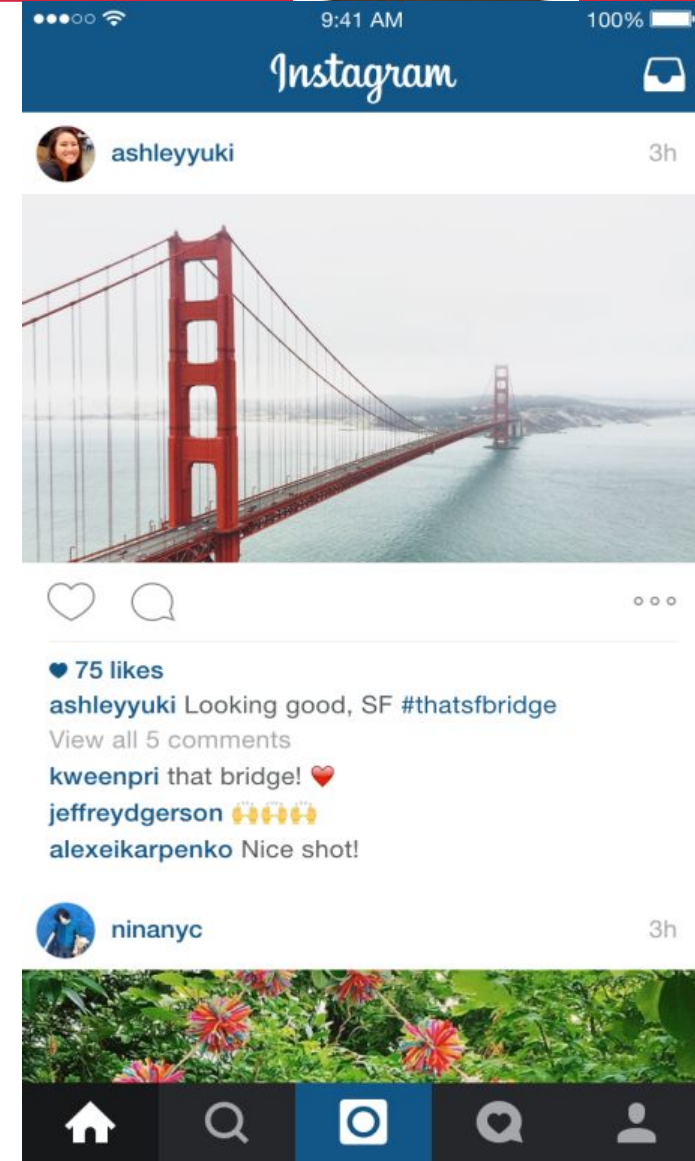 9:41 AM 100%
Instagram
ashleyyuki 3h
75 likes
ashleyyuki Looking good, SF #thatsfbridge
View all 5 comments
kweenpri that bridge! ❤️
jeffreydgerson 🙌🙌🙌
alexeikarpenko Nice shot!
ninanyc 3h